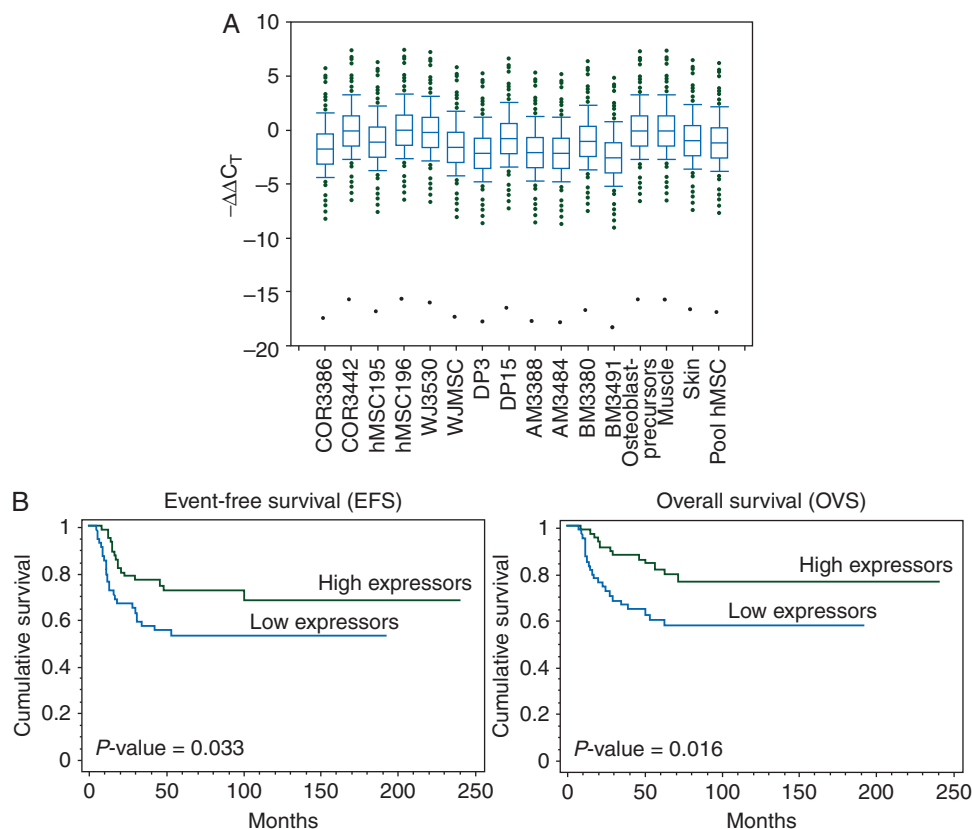 A
10
5
0
–5
–10
–15
–20
–ΔΔCT
COR3386
COR3442
hMSC195
hMSC196
WJ3530
WJMSC
DP3
DP15
AM3388
AM3484
BM3380
BM3491
Osteoblast-
precursors
Muscle
Skin
Pool hMSC
B
Event-free survival (EFS)
1
0.8
0.6
0.4
0.2
0
Cumulative survival
High expressors
Low expressors
P-value = 0.033
0 50 100 150 200 250
Months
Overall survival (OVS)
1
0.8
0.6
0.4
0.2
0
Cumulative survival
High expressors
Low expressors
P-value = 0.016
0 50 100 150 200 250
Months